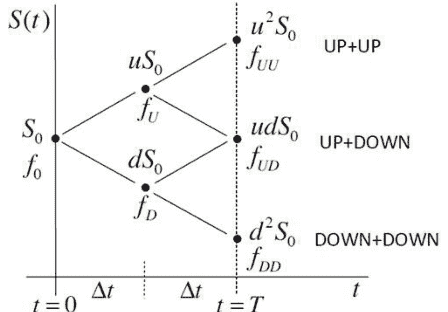 S(t)
u²S₀
f_UU
UP+UP
uS₀
f_U
S₀
f₀
udS₀
f_UD
UP+DOWN
dS₀
f_D
d²S₀
f_DD
DOWN+DOWN
Δt
Δt
t
t = 0
t = T